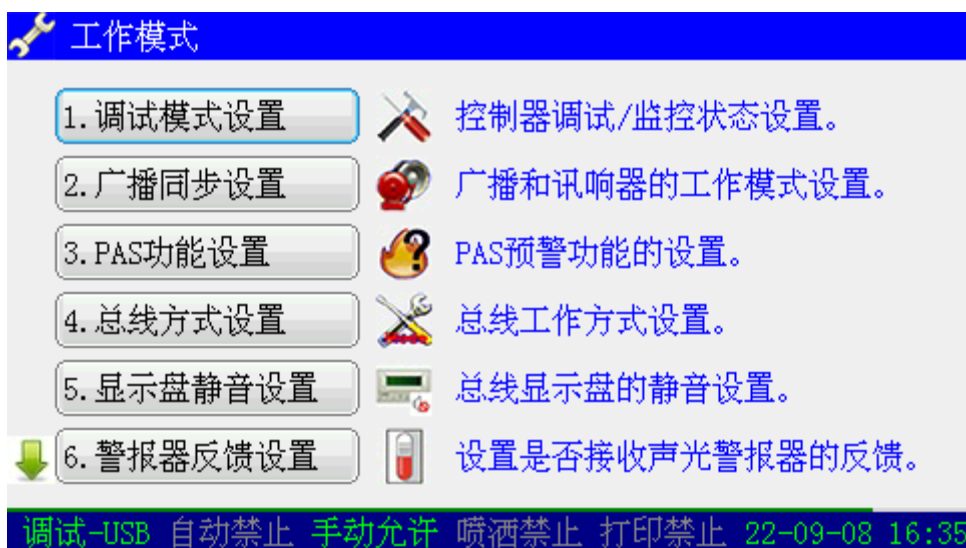 工作模式
1.调试模式设置 控制器调试/监控状态设置。
2.广播同步设置 广播和讯响器的工作模式设置。
3.PAS功能设置 PAS预警功能的设置。
4.总线方式设置 总线工作方式设置。
5.显示盘静音设置 总线显示盘的静音设置。
6.警报器反馈设置 设置是否接收声光警报器的反馈。
调试-USB 自动禁止 手动允许 喷洒禁止 打印禁止 22-09-08 16:35